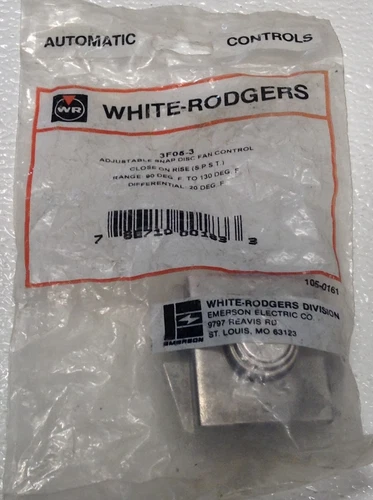 AUTOMATIC CONTROLS
WR WHITE-RODGERS
3F05-3
ADJUSTABLE SNAP DISC FAN CONTROL
CLOSE ON RISE (S.P.S.T.)
RANGE: 90 DEG. F. TO 130 DEG. F.
DIFFERENTIAL: 20 DEG. F.
105-0161
WHITE-RODGERS DIVISION
EMERSON ELECTRIC CO.
9797 REAVIS RD.
ST. LOUIS, MO 63123
EMERSON